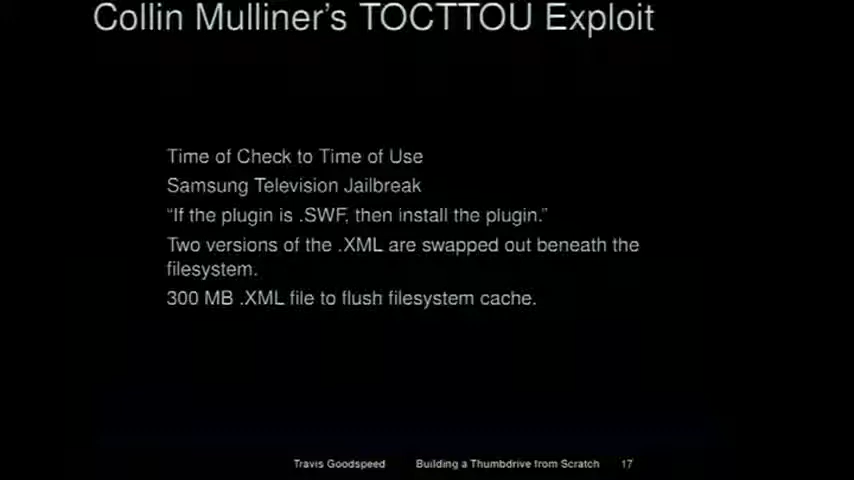 Collin Mulliner's TOCTTOU Exploit
Time of Check to Time of Use
Samsung Television Jailbreak
“If the plugin is .SWF, then install the plugin.”
Two versions of the .XML are swapped out beneath the
filesystem.
300 MB .XML file to flush filesystem cache.
Travis Goodspeed Building a Thumbdrive from Scratch 17